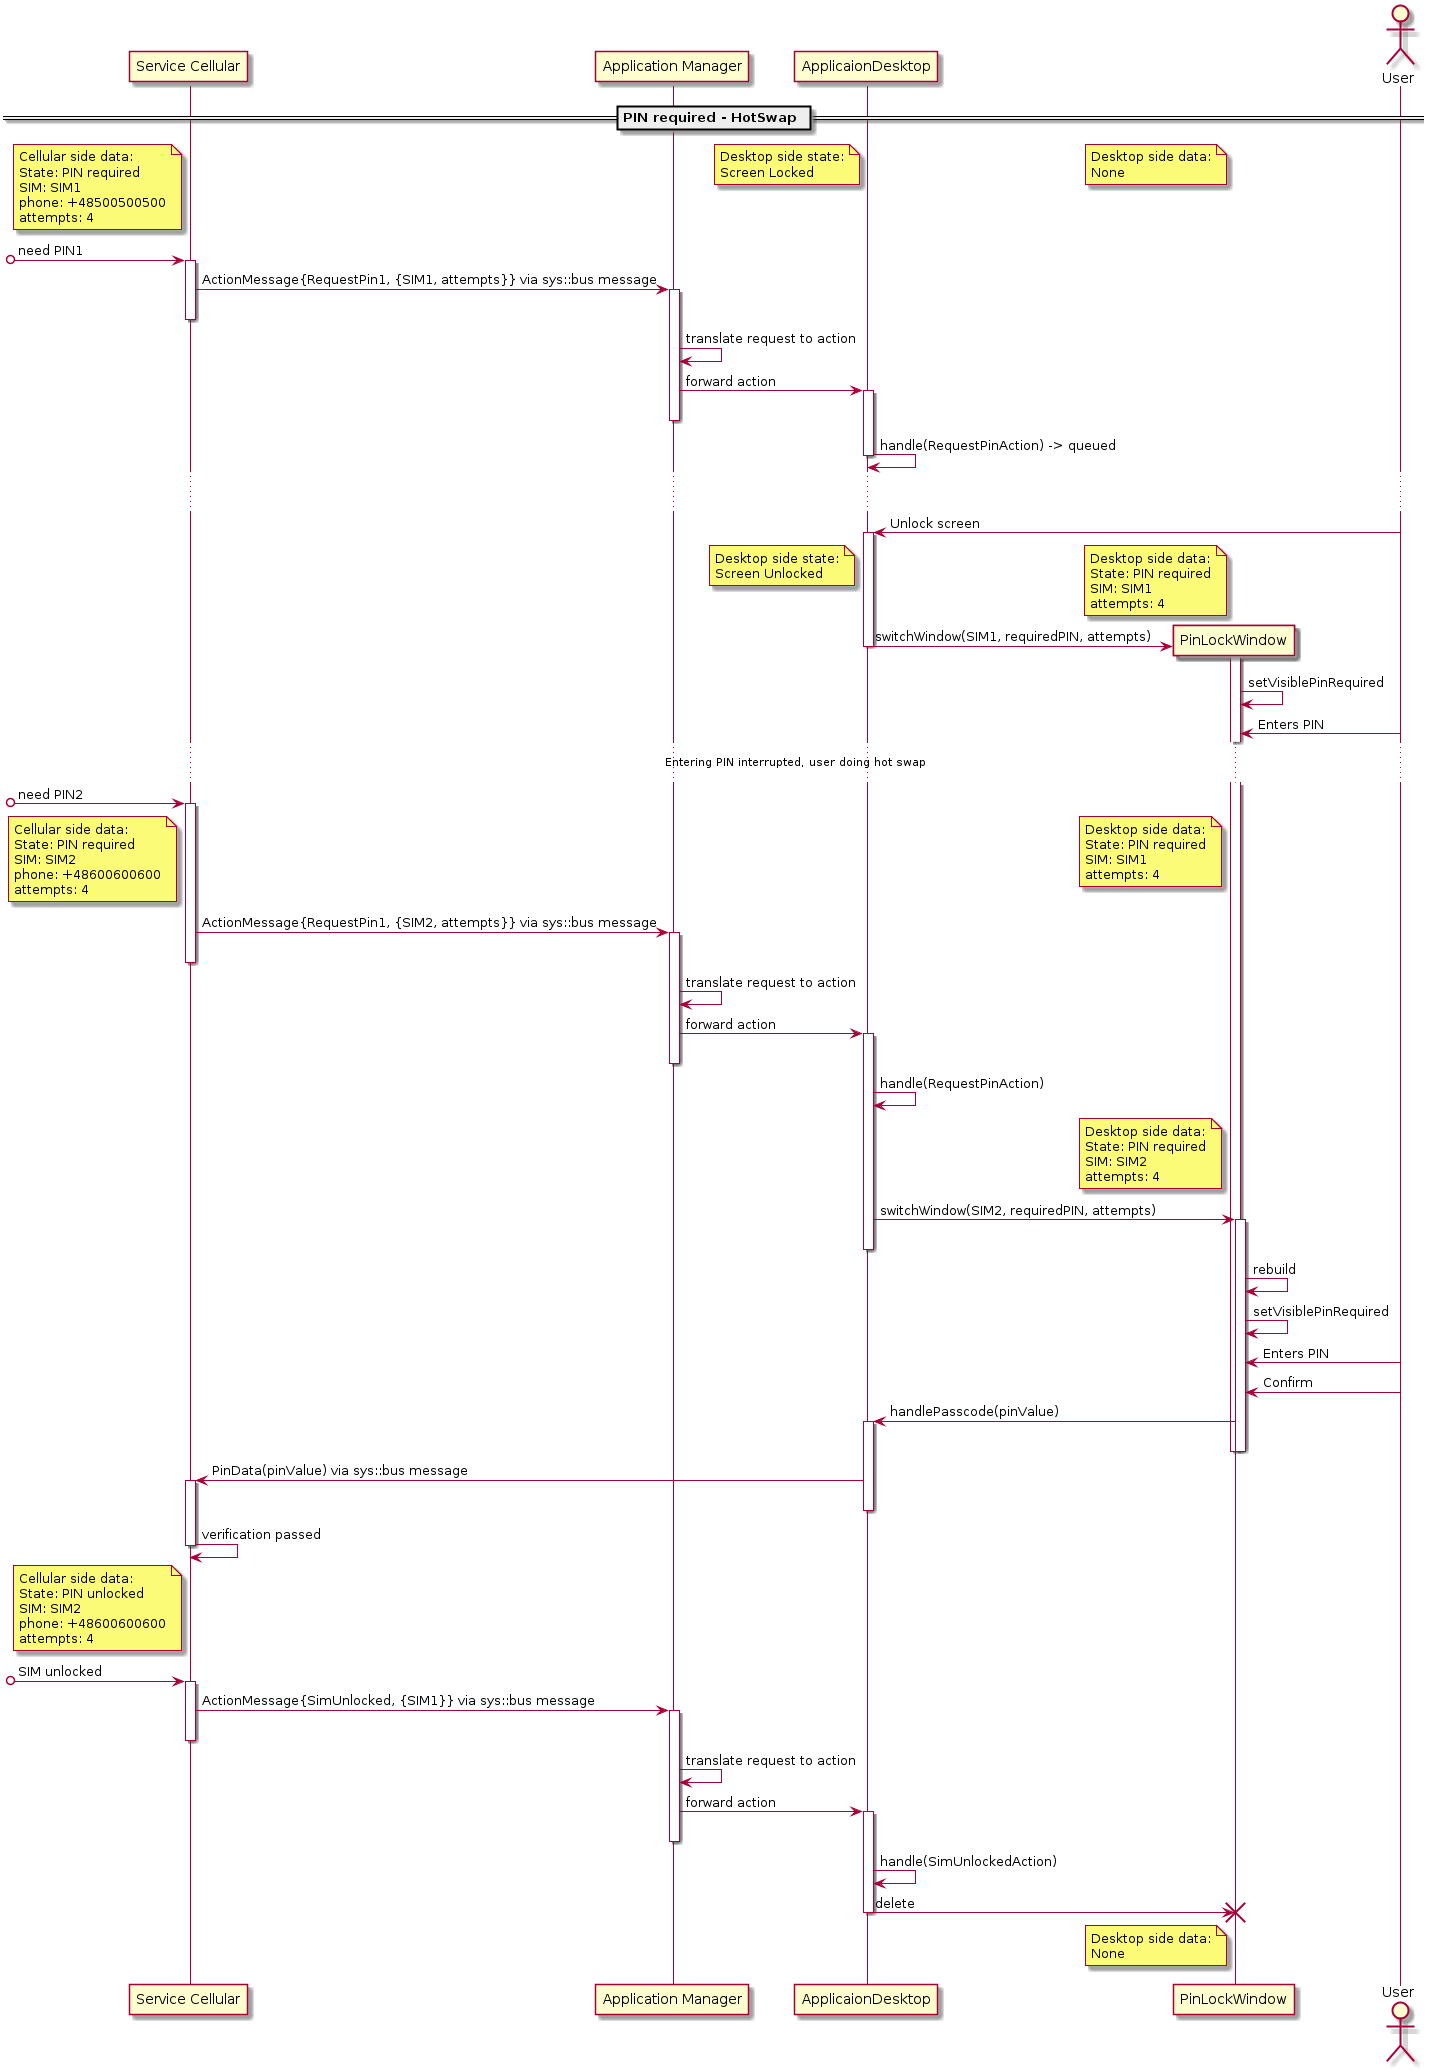 User
Service Cellular
Application Manager
ApplicaionDesktop
PIN required - HotSwap
Cellular side data:
State: PIN required
SIM: SIM1
phone: +48500500500
attempts: 4
Desktop side state:
Screen Locked
Desktop side data:
None
need PIN1
ActionMessage{RequestPin1, {SIM1, attempts}} via sys::bus message
translate request to action
forward action
handle(RequestPinAction) -> queued
Unlock screen
Desktop side state:
Screen Unlocked
Desktop side data:
State: PIN required
SIM: SIM1
attempts: 4
switchWindow(SIM1, requiredPIN, attempts)
PinLockWindow
setVisiblePinRequired
Enters PIN
Entering PIN interrupted, user doing hot swap
need PIN2
Cellular side data:
State: PIN required
SIM: SIM2
phone: +48600600600
attempts: 4
Desktop side data:
State: PIN required
SIM: SIM1
attempts: 4
ActionMessage{RequestPin1, {SIM2, attempts}} via sys::bus message
translate request to action
forward action
handle(RequestPinAction)
Desktop side data:
State: PIN required
SIM: SIM2
attempts: 4
switchWindow(SIM2, requiredPIN, attempts)
rebuild
setVisiblePinRequired
Enters PIN
Confirm
handlePasscode(pinValue)
PinData(pinValue) via sys::bus message
verification passed
Cellular side data:
State: PIN unlocked
SIM: SIM2
phone: +48600600600
attempts: 4
SIM unlocked
ActionMessage{SimUnlocked, {SIM1}} via sys::bus message
translate request to action
forward action
handle(SimUnlockedAction)
delete
Desktop side data:
None
Service Cellular
Application Manager
ApplicaionDesktop
PinLockWindow
User